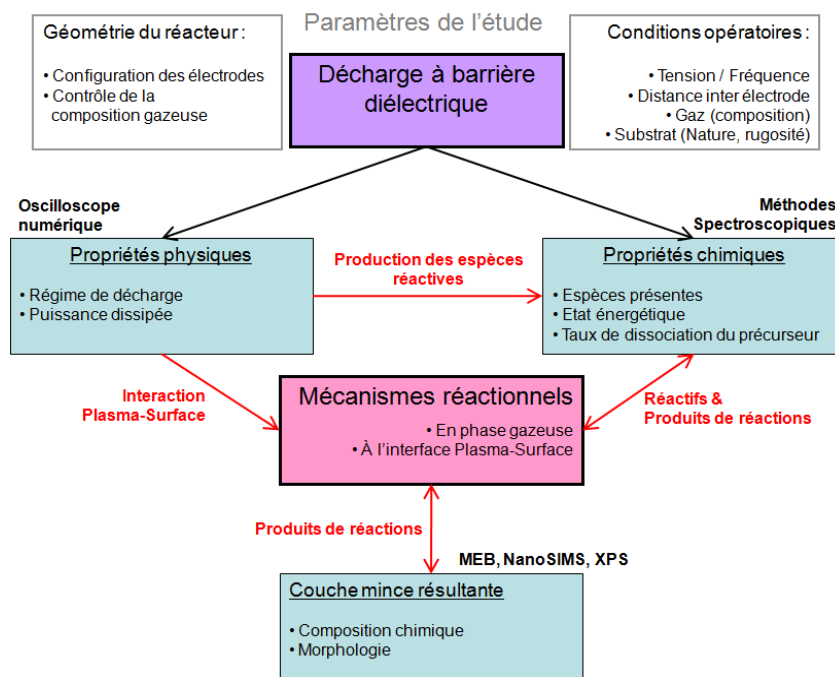 Paramètres de l'étude
Géométrie du réacteur :
• Configuration des électrodes
• Contrôle de la
composition gazeuse
Décharge à barrière
diélectrique
Conditions opératoires :
• Tension / Fréquence
• Distance inter électrode
• Gaz (composition)
• Substrat (Nature, rugosité)
Oscilloscope
numérique
Méthodes
Spectroscopiques
Propriétés physiques
• Régime de décharge
• Puissance dissipée
Production des espèces
réactives
Propriétés chimiques
• Espèces présentes
• Etat énergétique
• Taux de dissociation du précurseur
Interaction
Plasma-Surface
Mécanismes réactionnels
• En phase gazeuse
• À l'interface Plasma-Surface
Réactifs &
Produits de réactions
Produits de réactions
MEB, NanoSIMS, XPS
Couche mince résultante
• Composition chimique
• Morphologie